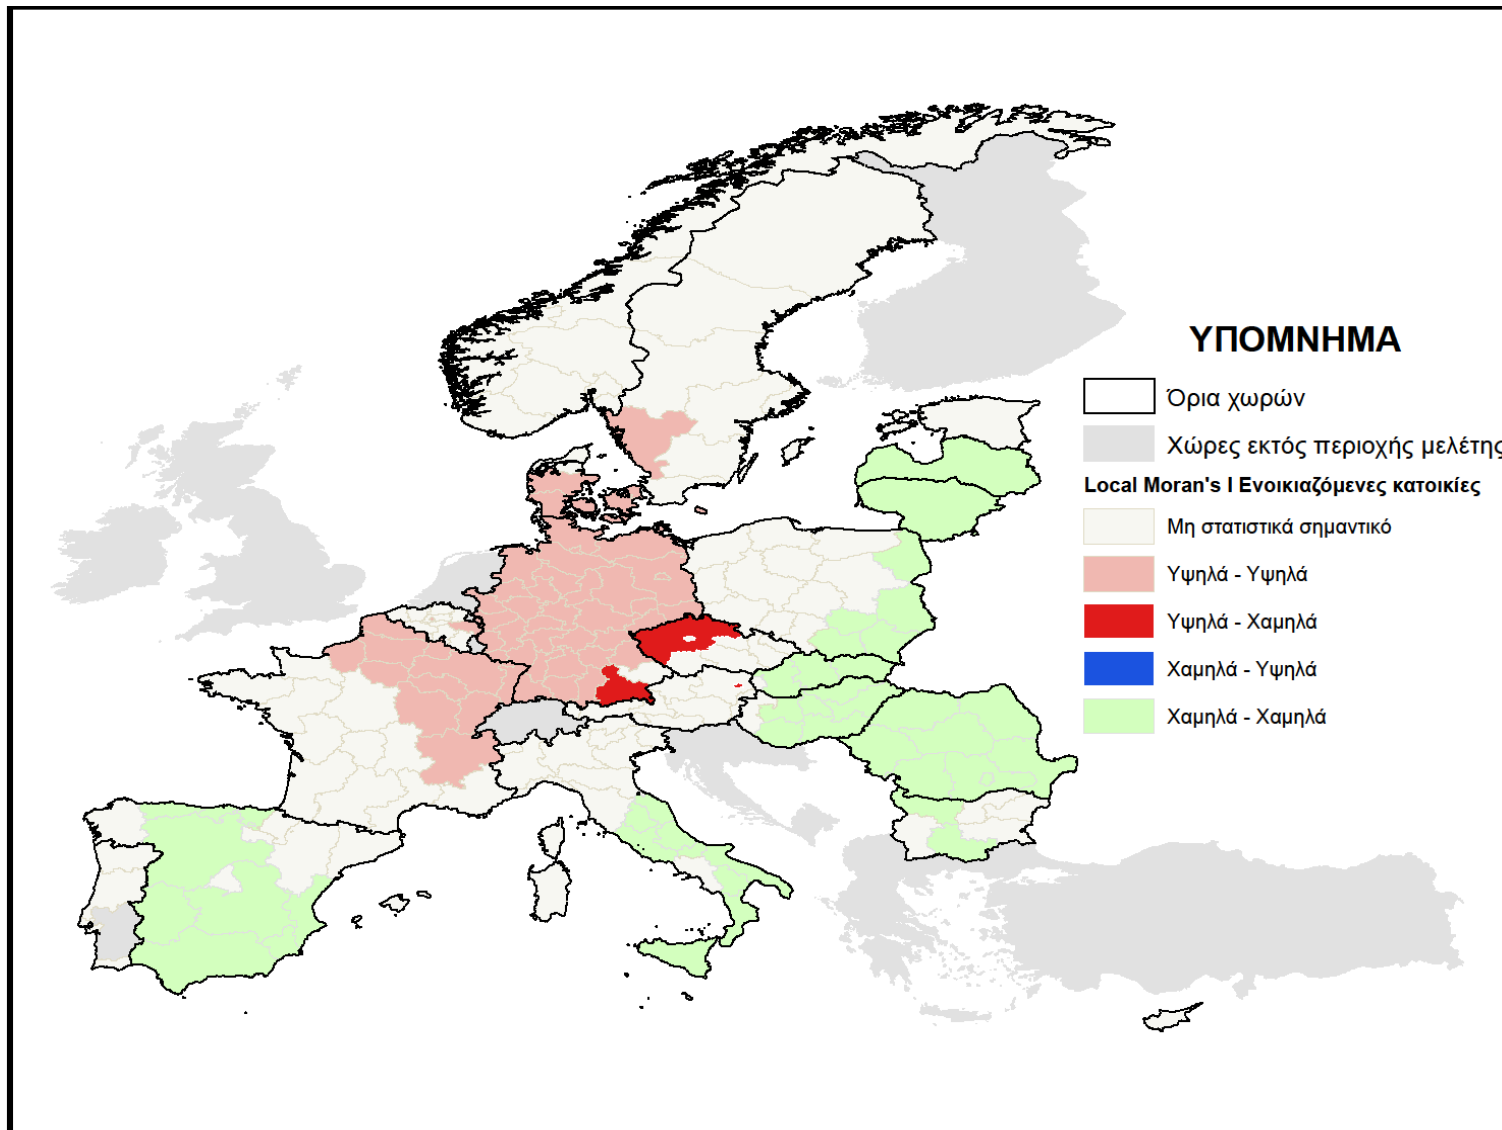 ΥΠΟΜΝΗΜΑ
Όρια χωρών
Χώρες εκτός περιοχής μελέτης
Local Moran's I Ενοικιαζόμενες κατοικίες
Μη στατιστικά σημαντικό
Υψηλά - Υψηλά
Υψηλά - Χαμηλά
Χαμηλά - Υψηλά
Χαμηλά - Χαμηλά